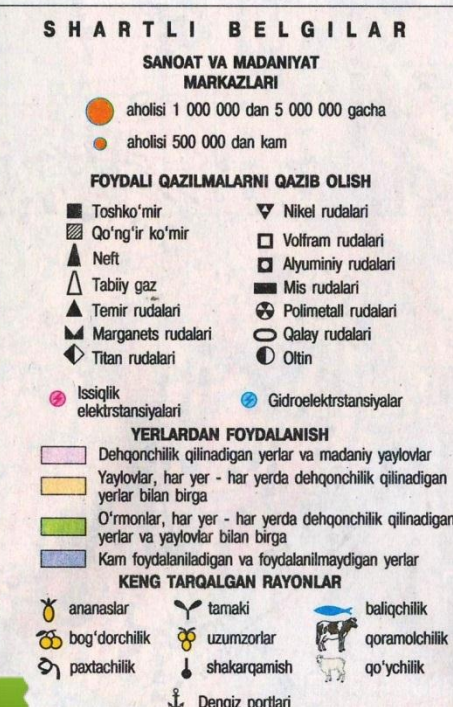 SHARTLI BELGILAR
SANOAT VA MADANIYAT
MARKAZLARI
aholisi 1 000 000 dan 5 000 000 gacha
aholisi 500 000 dan kam
FOYDALI QAZILMALARNI QAZIB OLISH
Toshko‘mir
Qo‘ng‘ir ko‘mir
Neft
Tabiiy gaz
Temir rudalari
Marganets rudalari
Titan rudalari
Nikel rudalari
Volfram rudalari
Alyuminiy rudalari
Mis rudalari
Polimetall rudalari
Qalay rudalari
Oltin
Issiqlik
elektrstansiyalari
Gidroelektrstansiyalar
YERLARDAN FOYDALANISH
Dehqonchilik qilinadigan yerlar va madaniy yaylovlar
Yaylovlar, har yer - har yerda dehqonchilik qilinadigan
yerlar bilan birga
O‘rmonlar, har yer - har yerda dehqonchilik qilinadigan
yerlar va yaylovlar bilan birga
Kam foydalaniladigan va foydalanilmaydigan yerlar
KENG TARQALGAN RAYONLAR
ananaslar
bog‘dorchilik
paxtachilik
tamaki
uzumzorlar
shakarqamish
baliqchilik
qoramolchilik
qo‘ychilik
Dengiz portlari